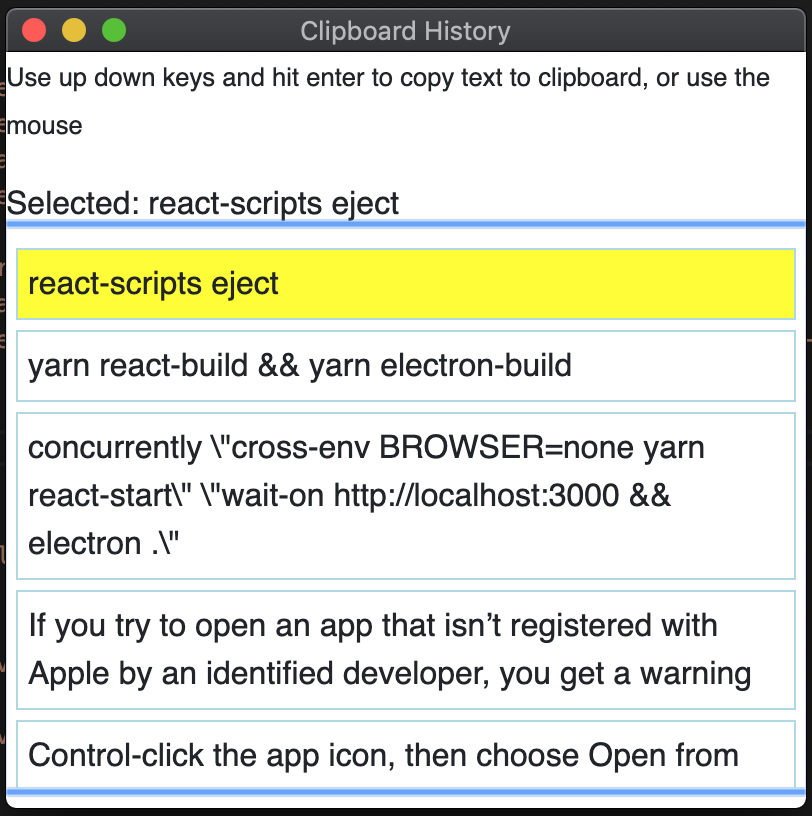 Clipboard History
Use up down keys and hit enter to copy text to clipboard, or use the
mouse
Selected: react-scripts eject
react-scripts eject
yarn react-build && yarn electron-build
concurrently \"cross-env BROWSER=none yarn
react-start\" \"wait-on http://localhost:3000 &&
electron .\"
If you try to open an app that isn’t registered with
Apple by an identified developer, you get a warning
Control-click the app icon, then choose Open from